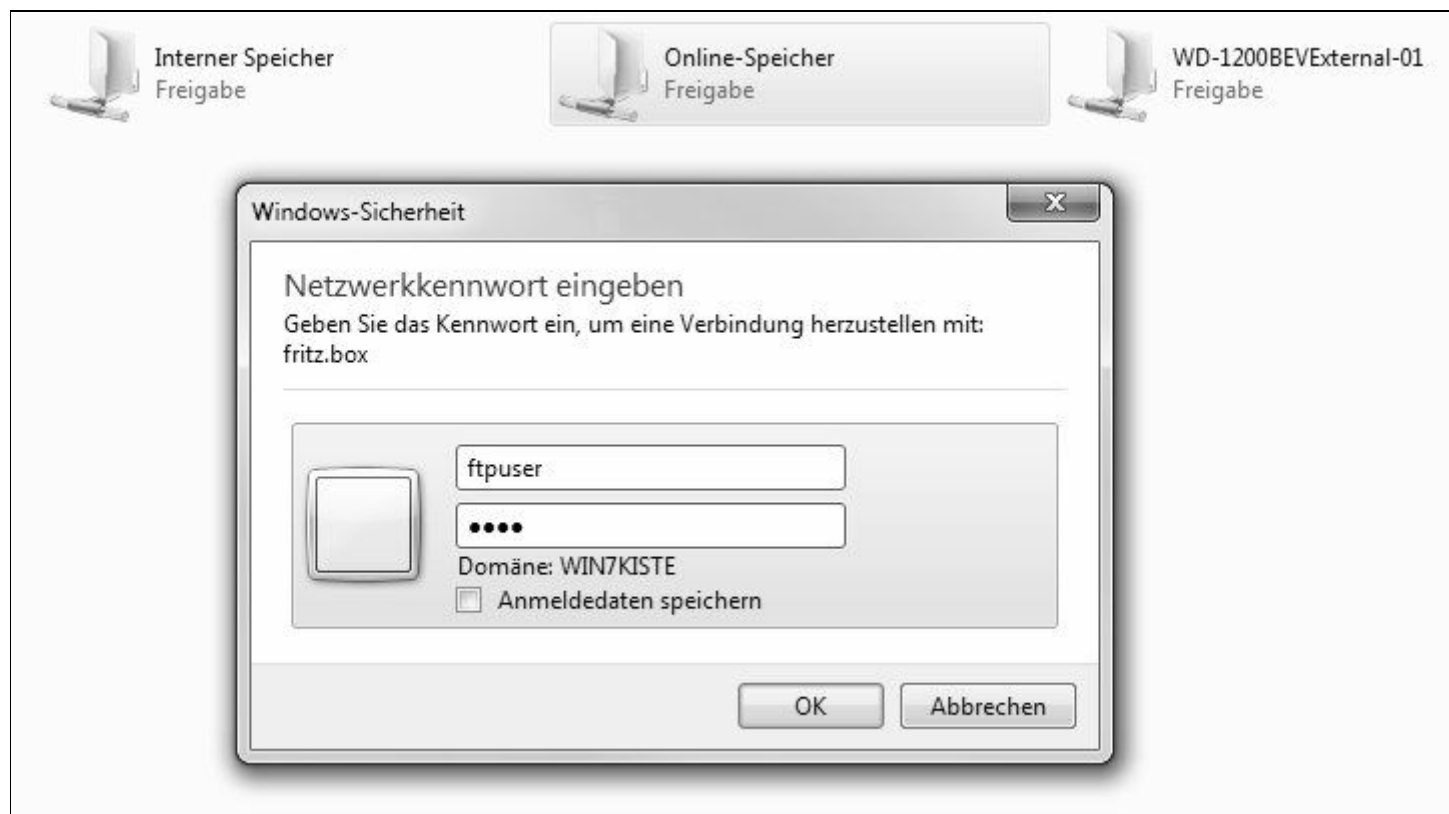 Interner Speicher
Freigabe
Online-Speicher
Freigabe
WD-1200BEVExternal-01
Freigabe
Windows-Sicherheit
Netzwerkkennwort eingeben
Geben Sie das Kennwort ein, um eine Verbindung herzustellen mit:
fritz.box
ftpuser
••••
Domäne: WIN7KISTE
Anmeldedaten speichern
OK
Abbrechen